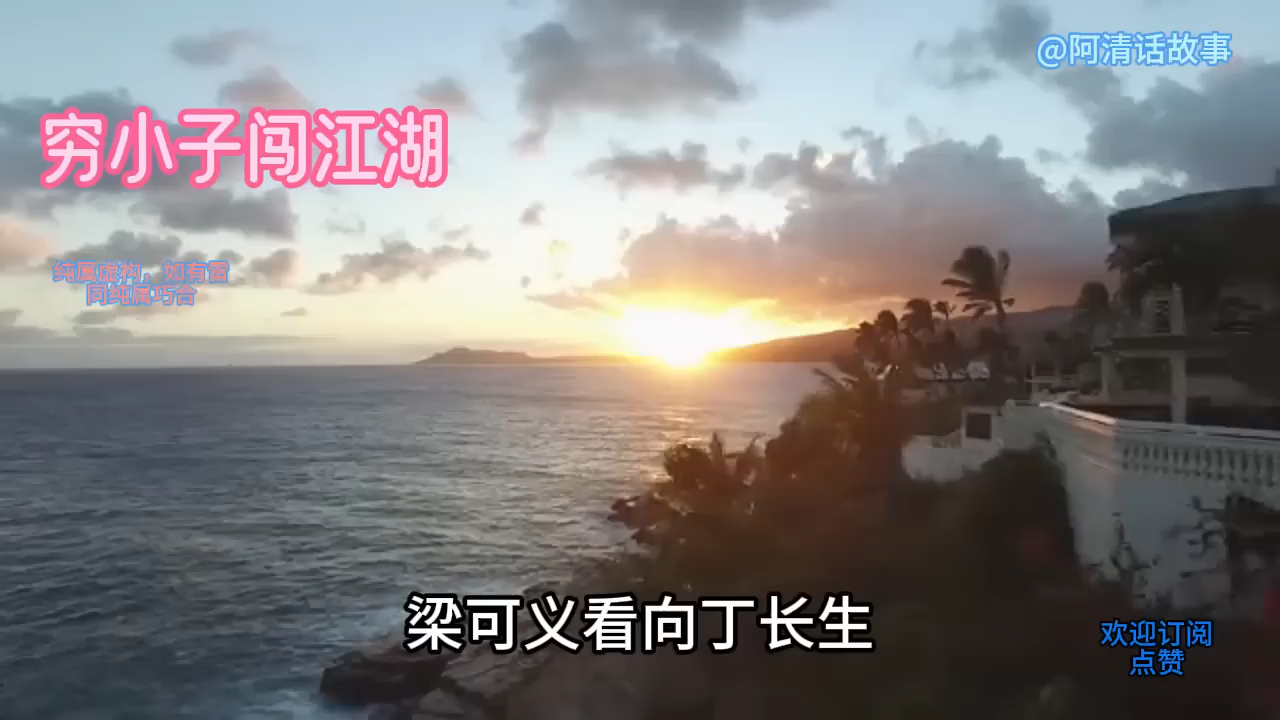 @阿清话故事
穷小子闯江湖
纯属虚构，如有雷
同纯属巧合
梁可义看向丁长生
欢迎订阅
点赞